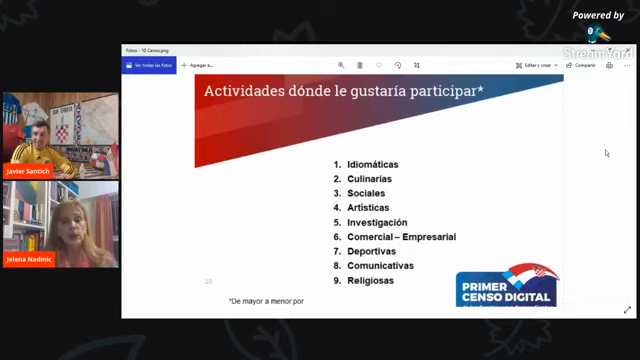 Powered by
StreamYard
Fotos - 10 Censo.png
Ver todas las fotos
Agregar a...
Editar y crear
Compartir
Actividades dónde le gustaría participar*
1. Idiomáticas
2. Culinarias
3. Sociales
4. Artísticas
5. Investigación
6. Comercial – Empresarial
7. Deportivas
8. Comunicativas
9. Religiosas
10
PRIMER
CENSO DIGITAL
*De mayor a menor por
Javier Santich
Jelena Nadinic